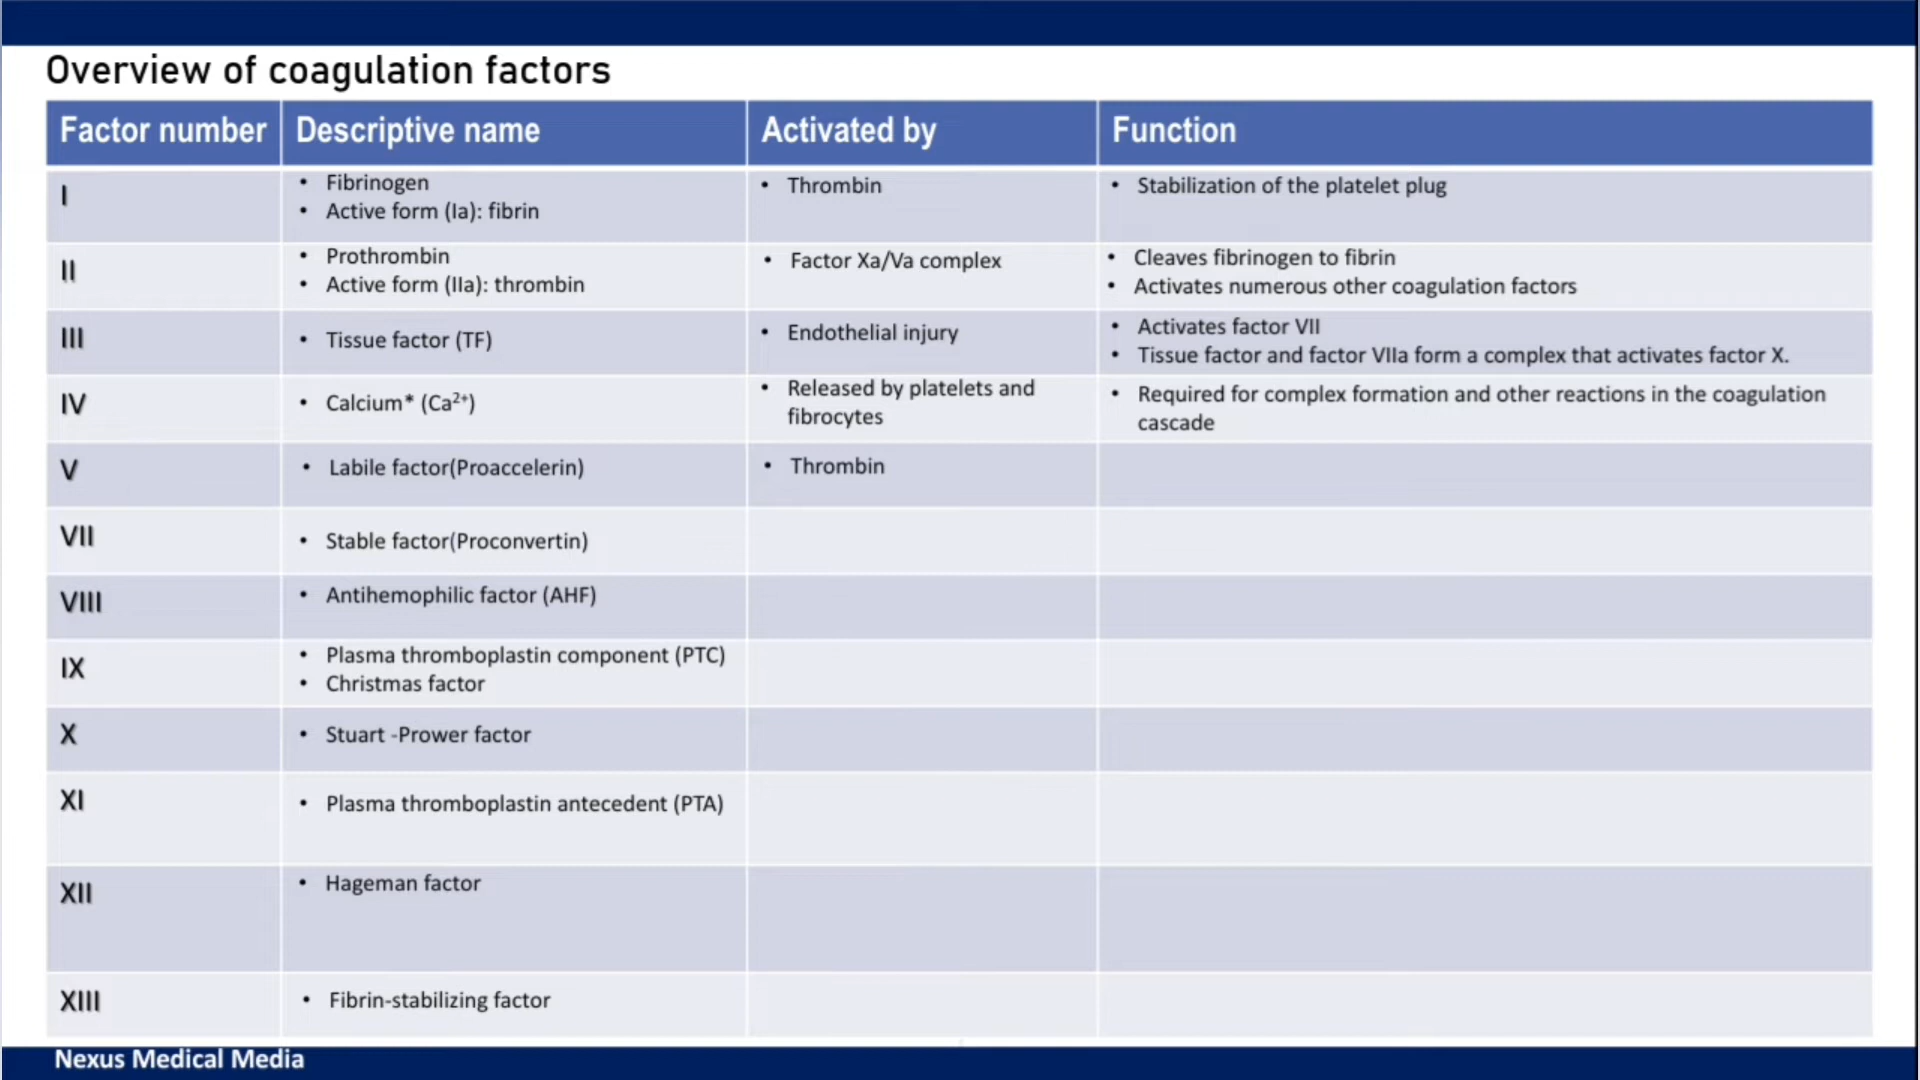 Overview of coagulation factors
Factor number Descriptive name Activated by Function
I
• Fibrinogen
• Active form (Ia): fibrin
• Thrombin
• Stabilization of the platelet plug
II
• Prothrombin
• Active form (IIa): thrombin
• Factor Xa/Va complex
• Cleaves fibrinogen to fibrin
• Activates numerous other coagulation factors
III
• Tissue factor (TF)
• Endothelial injury
• Activates factor VII
• Tissue factor and factor VIIa form a complex that activates factor X.
IV
• Calcium* (Ca²⁺)
• Released by platelets and
fibrocytes
• Required for complex formation and other reactions in the coagulation
cascade
V
• Labile factor(Proaccelerin)
• Thrombin
VII
• Stable factor(Proconvertin)
VIII
• Antihemophilic factor (AHF)
IX
• Plasma thromboplastin component (PTC)
• Christmas factor
X
• Stuart -Prower factor
XI
• Plasma thromboplastin antecedent (PTA)
XII
• Hageman factor
XIII
• Fibrin-stabilizing factor
Nexus Medical Media